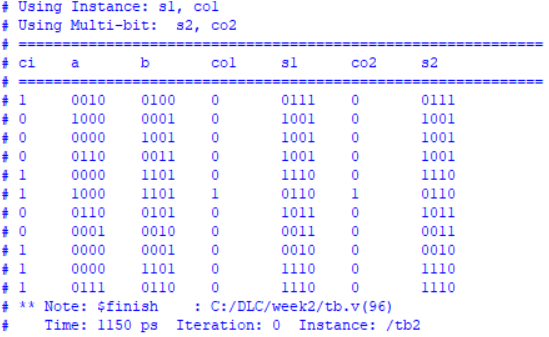 # Using Instance: s1, co1
# Using Multi-bit:  s2, co2
# ================================================================
# ci    a       b       co1     s1      co2     s2
# ================================================================
# 1     0010    0100    0       0111    0       0111
# 0     1000    0001    0       1001    0       1001
# 0     0000    1001    0       1001    0       1001
# 0     0110    0011    0       1001    0       1001
# 1     0000    1101    0       1110    0       1110
# 1     1000    1101    1       0110    1       0110
# 0     0110    0101    0       1011    0       1011
# 0     0001    0010    0       0011    0       0011
# 1     0000    0001    0       0010    0       0010
# 1     0000    1101    0       1110    0       1110
# 1     0111    0110    0       1110    0       1110
# ** Note: $finish    : C:/DLC/week2/tb.v(96)
#    Time: 1150 ps  Iteration: 0  Instance: /tb2